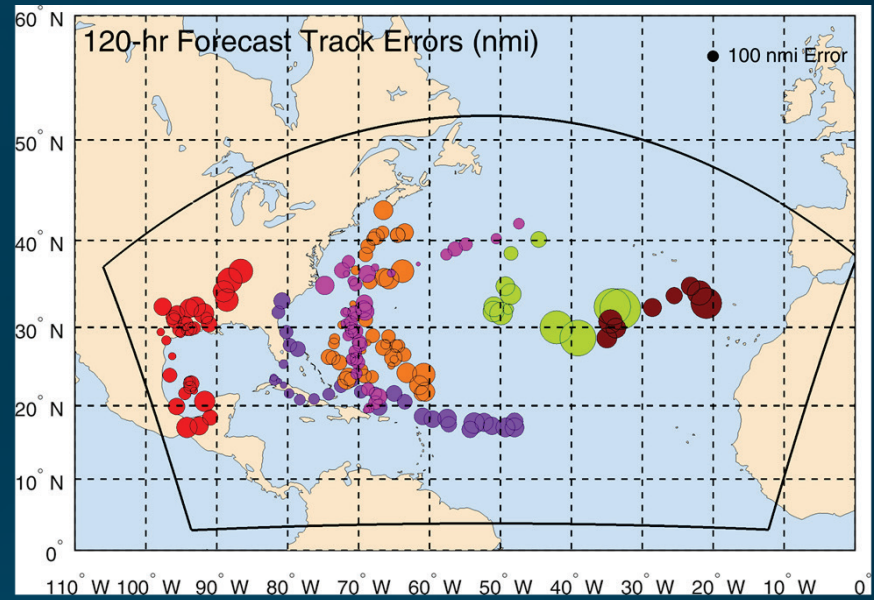 120-hr Forecast Track Errors (nmi)
100 nmi Error
60° N
50° N
40° N
30° N
20° N
10° N
0°
110° W 100° W 90° W 80° W 70° W 60° W 50° W 40° W 30° W 20° W 10° W 0°